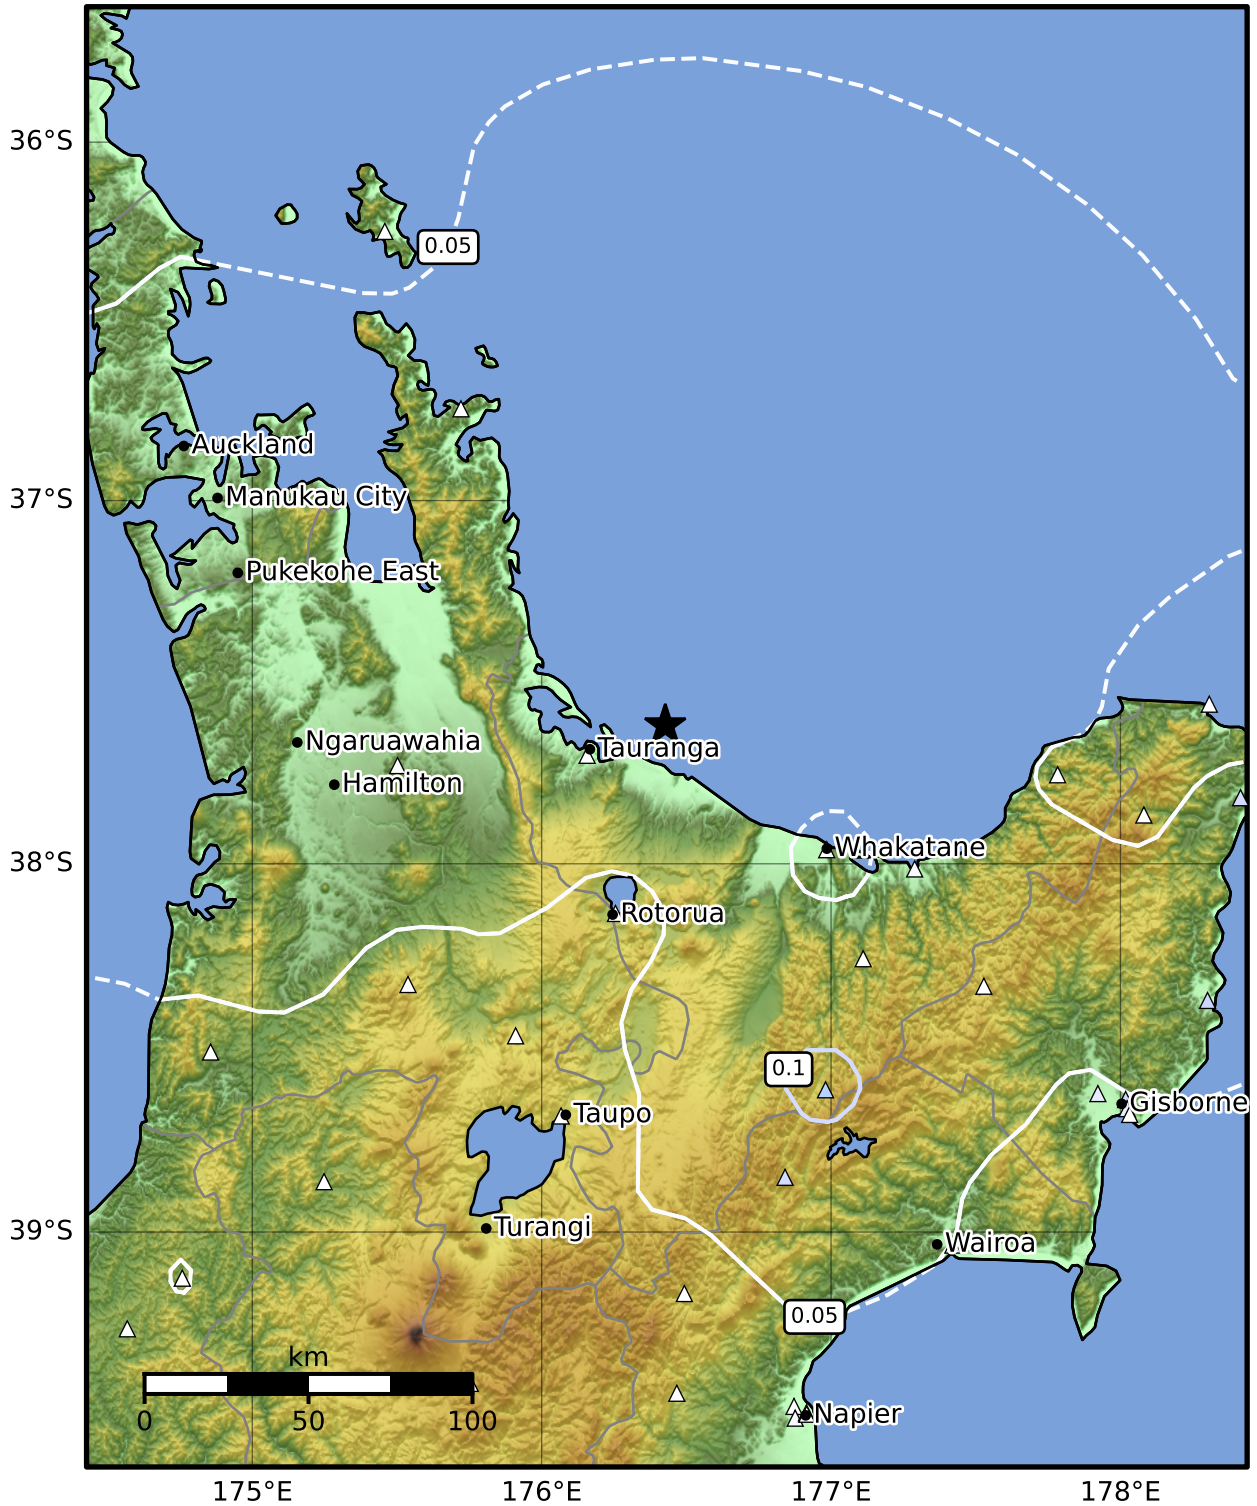 36°S
0.05
Auckland
37°S
Manukau City
Pukekohe East
Ngaruawahia
Tauranga
Hamilton
38°S
Whakatane
Rotorua
0.1
Gisborne
Taupo
39°S
Turangi
Wairoa
0.05
km
0 50 100
Napier
175°E 176°E 177°E 178°E